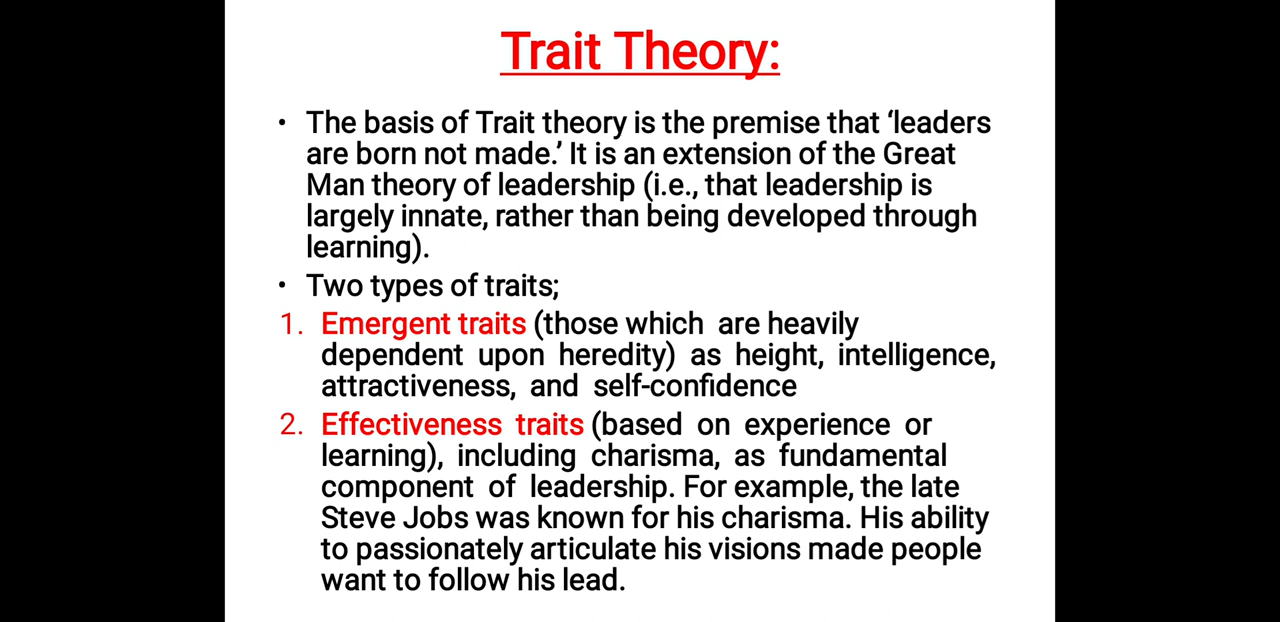 Trait Theory:
• The basis of Trait theory is the premise that ‘leaders
are born not made.’ It is an extension of the Great
Man theory of leadership (i.e., that leadership is
largely innate, rather than being developed through
learning).
• Two types of traits;
1. Emergent traits (those which are heavily
dependent upon heredity) as height, intelligence,
attractiveness, and self-confidence
2. Effectiveness traits (based on experience or
learning), including charisma, as fundamental
component of leadership. For example, the late
Steve Jobs was known for his charisma. His ability
to passionately articulate his visions made people
want to follow his lead.